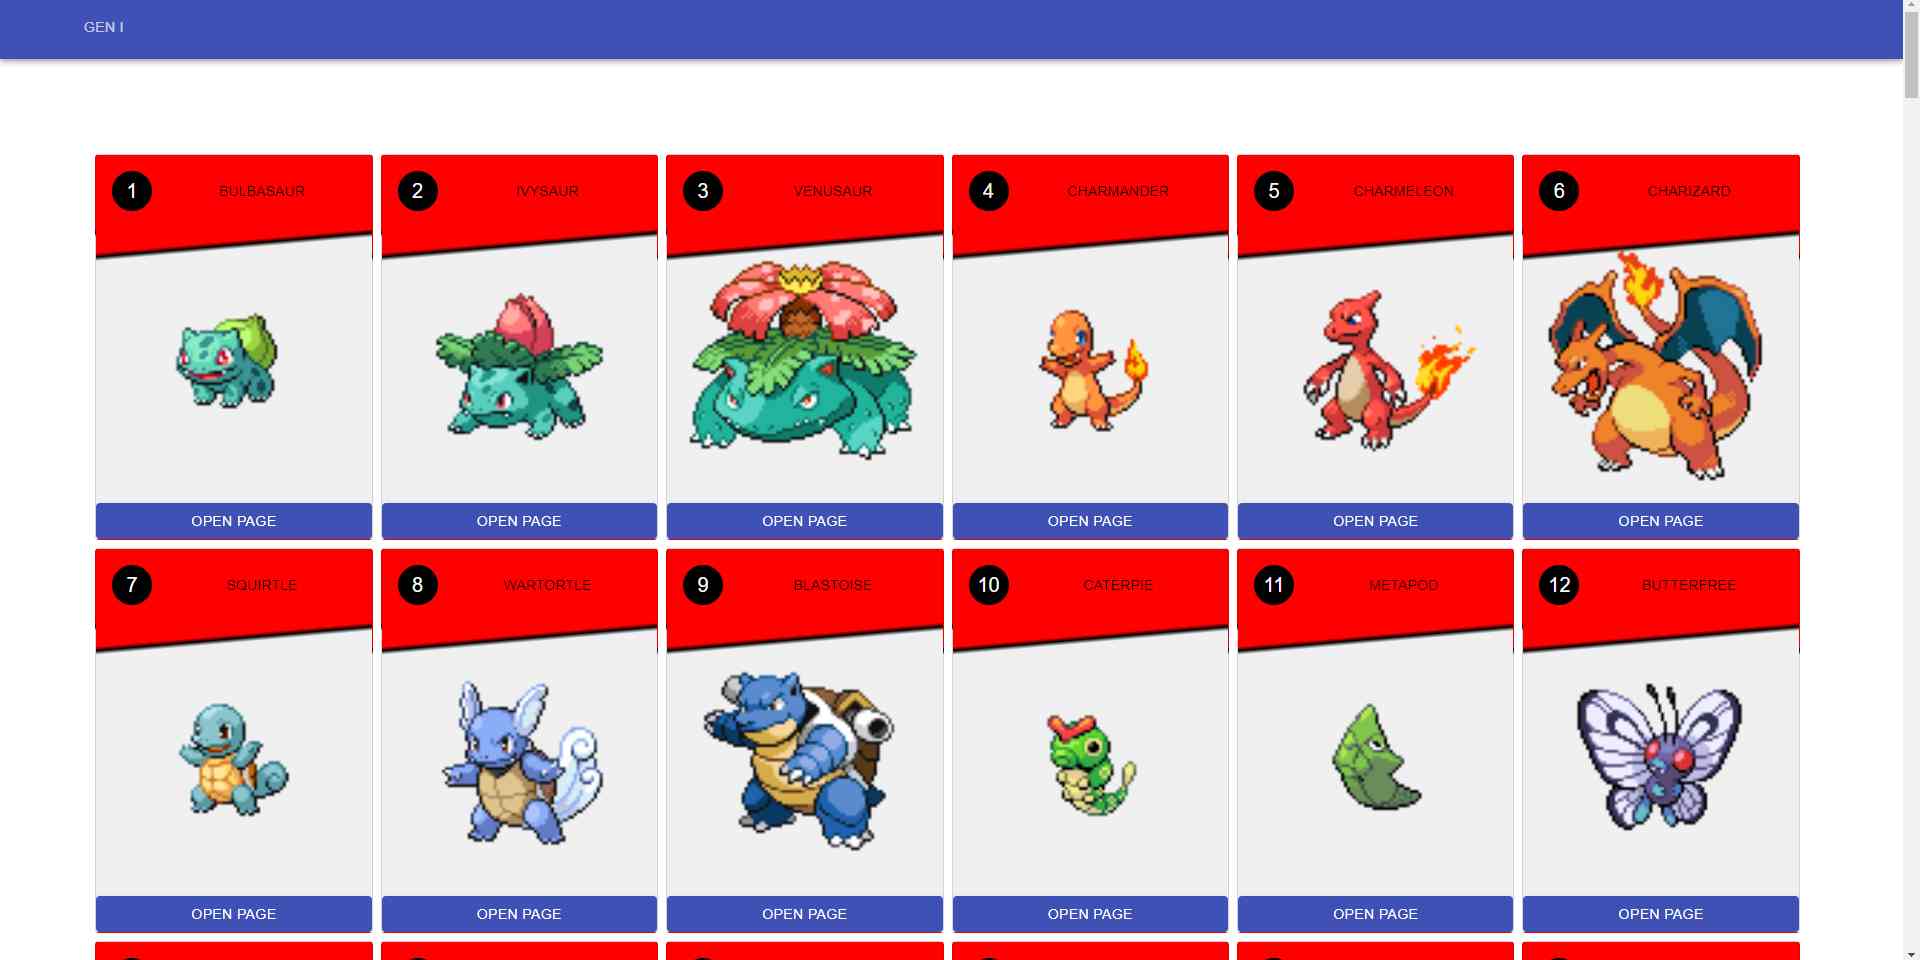 GEN I
1 BULBASAUR
2 IVYSAUR
3 VENUSAUR
4 CHARMANDER
5 CHARMELEON
6 CHARIZARD
OPEN PAGE
OPEN PAGE
OPEN PAGE
OPEN PAGE
OPEN PAGE
OPEN PAGE
7 SQUIRTLE
8 WARTORTLE
9 BLASTOISE
10 CATERPIE
11 METAPOD
12 BUTTERFREE
OPEN PAGE
OPEN PAGE
OPEN PAGE
OPEN PAGE
OPEN PAGE
OPEN PAGE